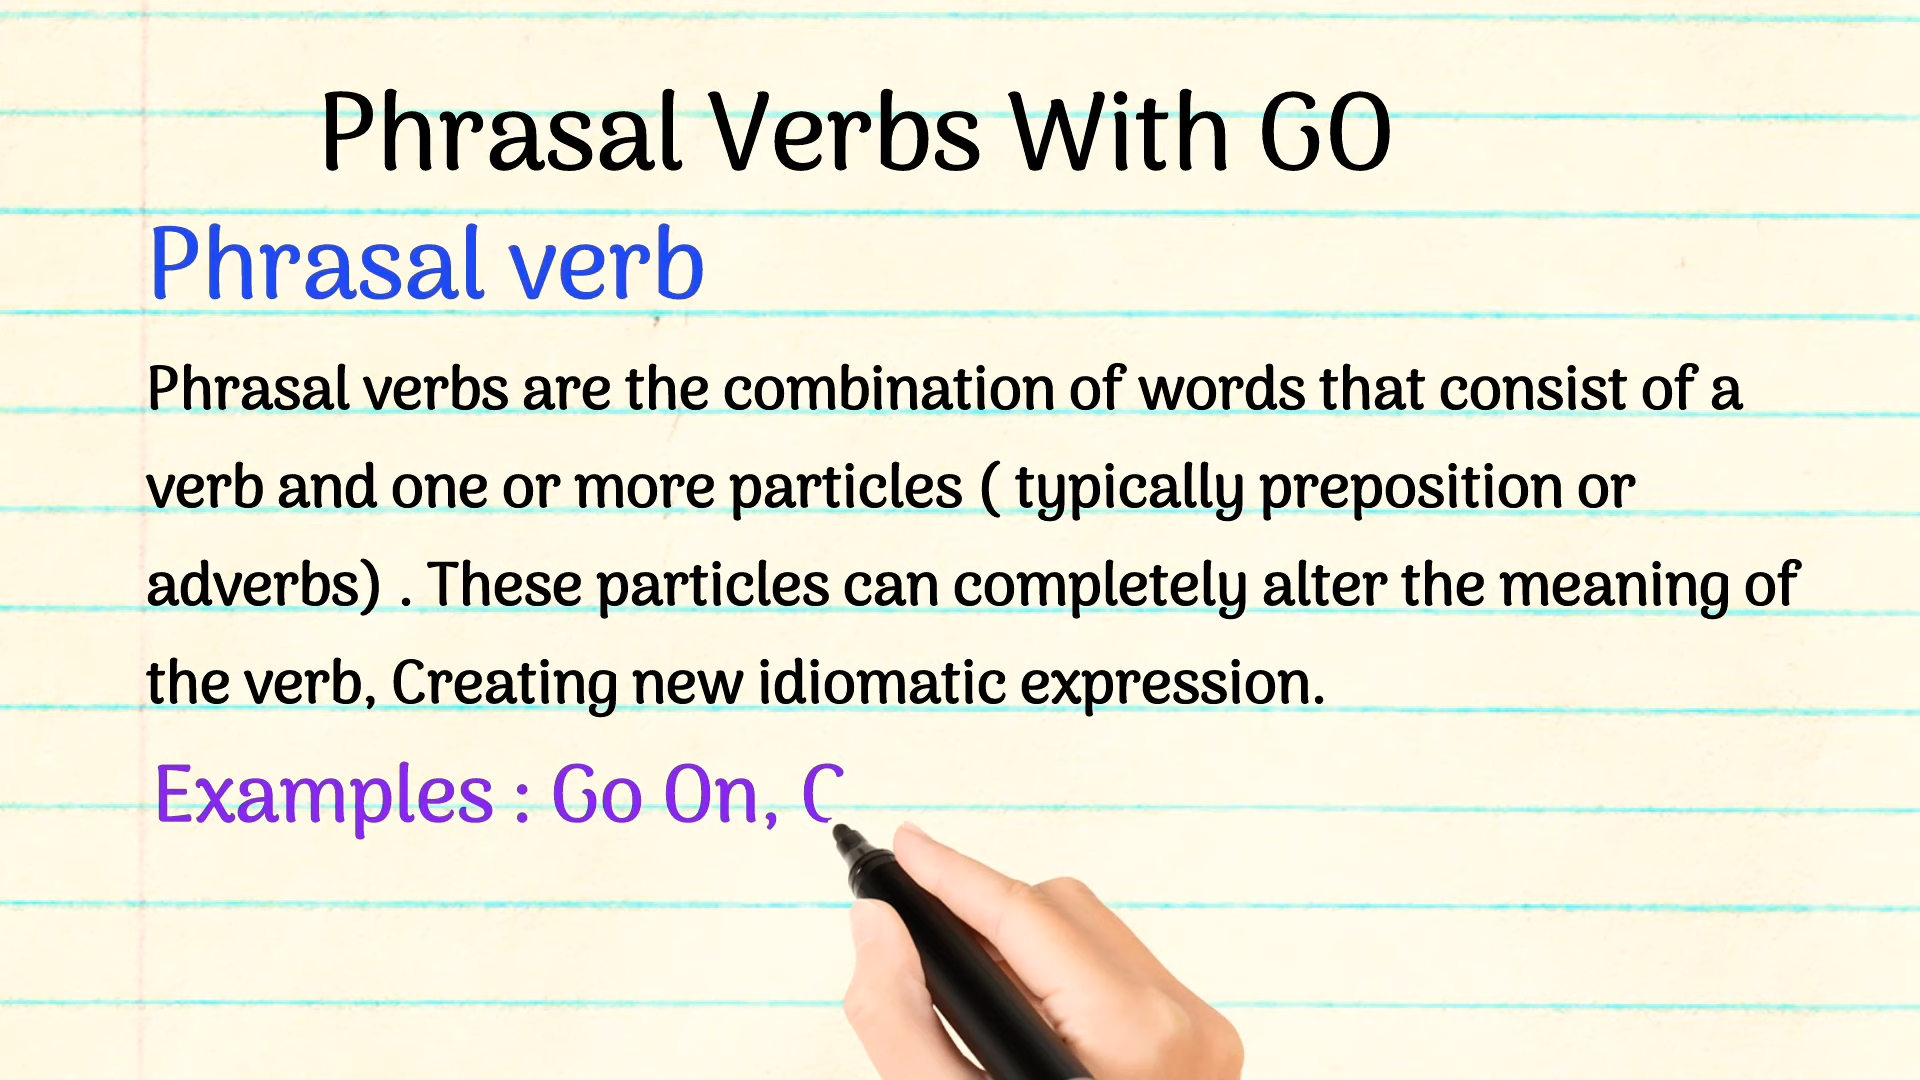 Phrasal Verbs With GO
Phrasal verb
Phrasal verbs are the combination of words that consist of a
verb and one or more particles ( typically preposition or
adverbs) . These particles can completely alter the meaning of
the verb, Creating new idiomatic expression.
Examples : Go On,